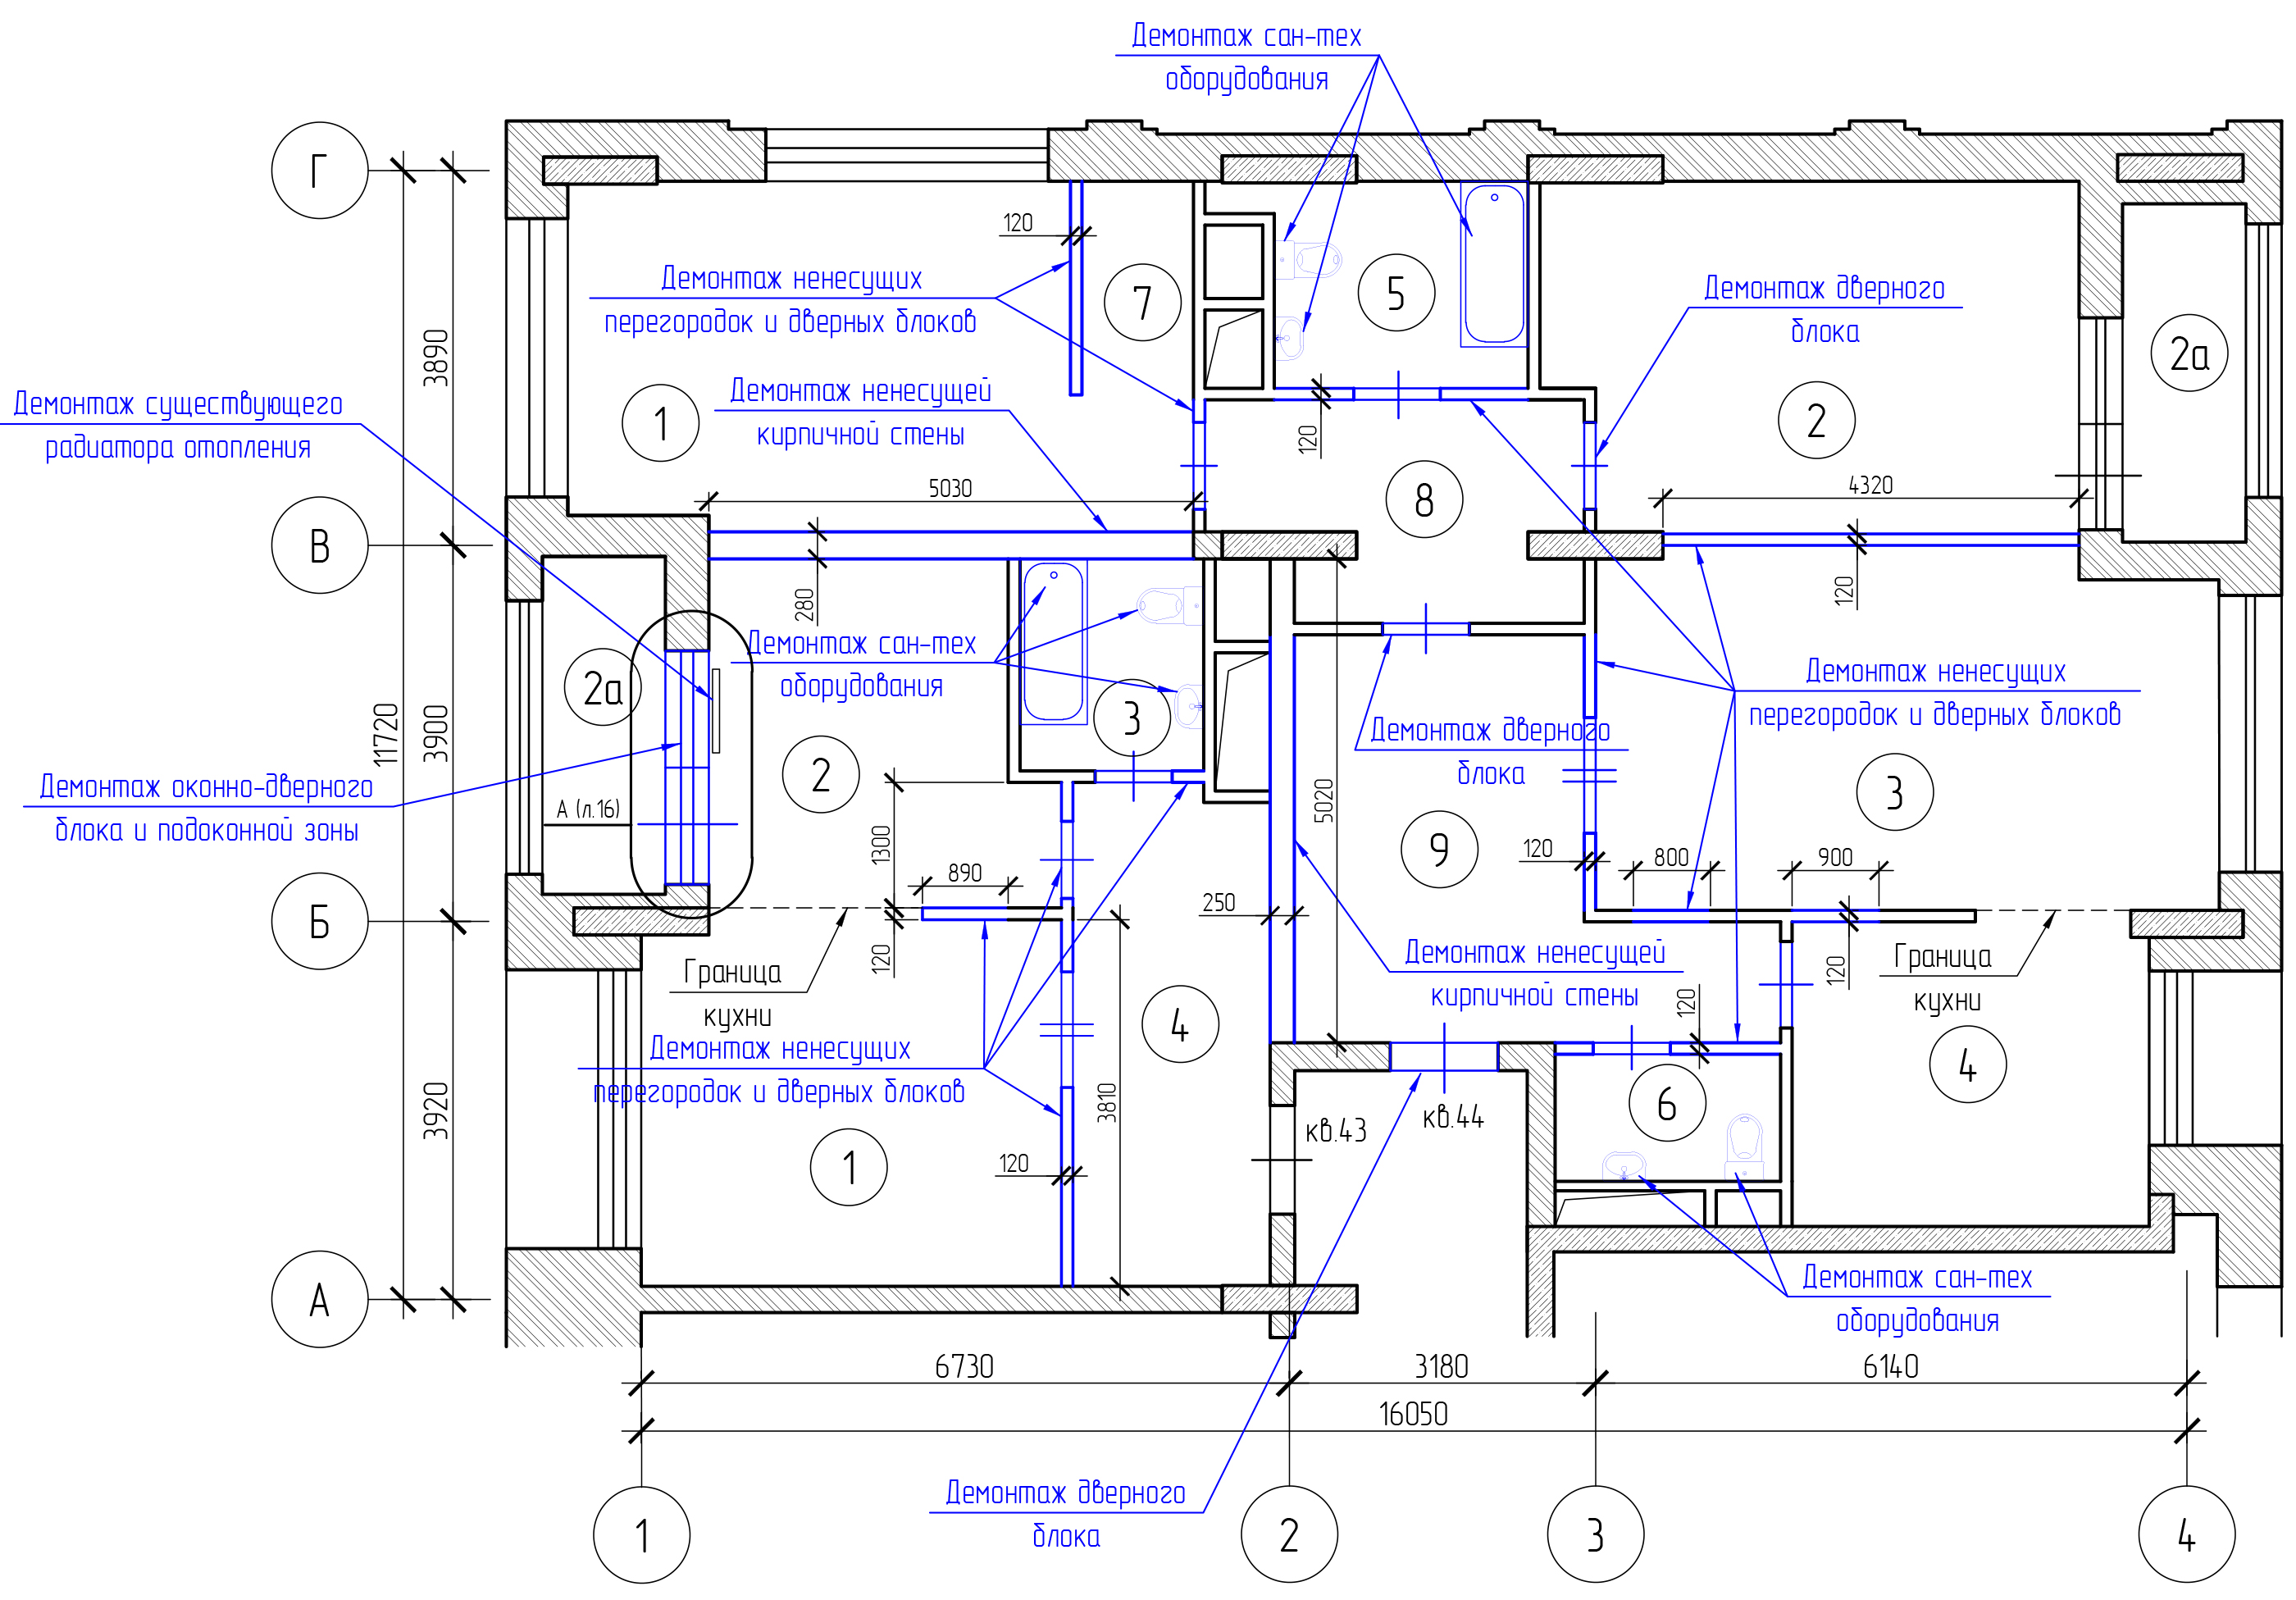 Демонтаж сан-тех
оборудования
Г
120
Демонтаж ненесущих
перегородок и дверных блоков
7
5
Демонтаж дверного
блока
2а
3890
Демонтаж существующего
радиатора отопления
1
Демонтаж ненесущей
кирпичной стены
120
2
5030
8
4320
В
280
120
Демонтаж сан-тех
оборудования
2а
3
Демонтаж ненесущих
перегородок и дверных блоков
11720
3900
Демонтаж дверного
блока
Демонтаж оконно-дверного
блока и подоконной зоны
А (л.16)
2
5020
3
1300
890
9
120
800
900
250
Б
120
Граница
кухни
Демонтаж ненесущей
кирпичной стены
120
Граница
кухни
4
120
Демонтаж ненесущих
перегородок и дверных блоков
4
3920
3810
6
кв.43
кв.44
1
120
А
Демонтаж сан-тех
оборудования
6730
3180
6140
16050
Демонтаж дверного
блока
1
2
3
4